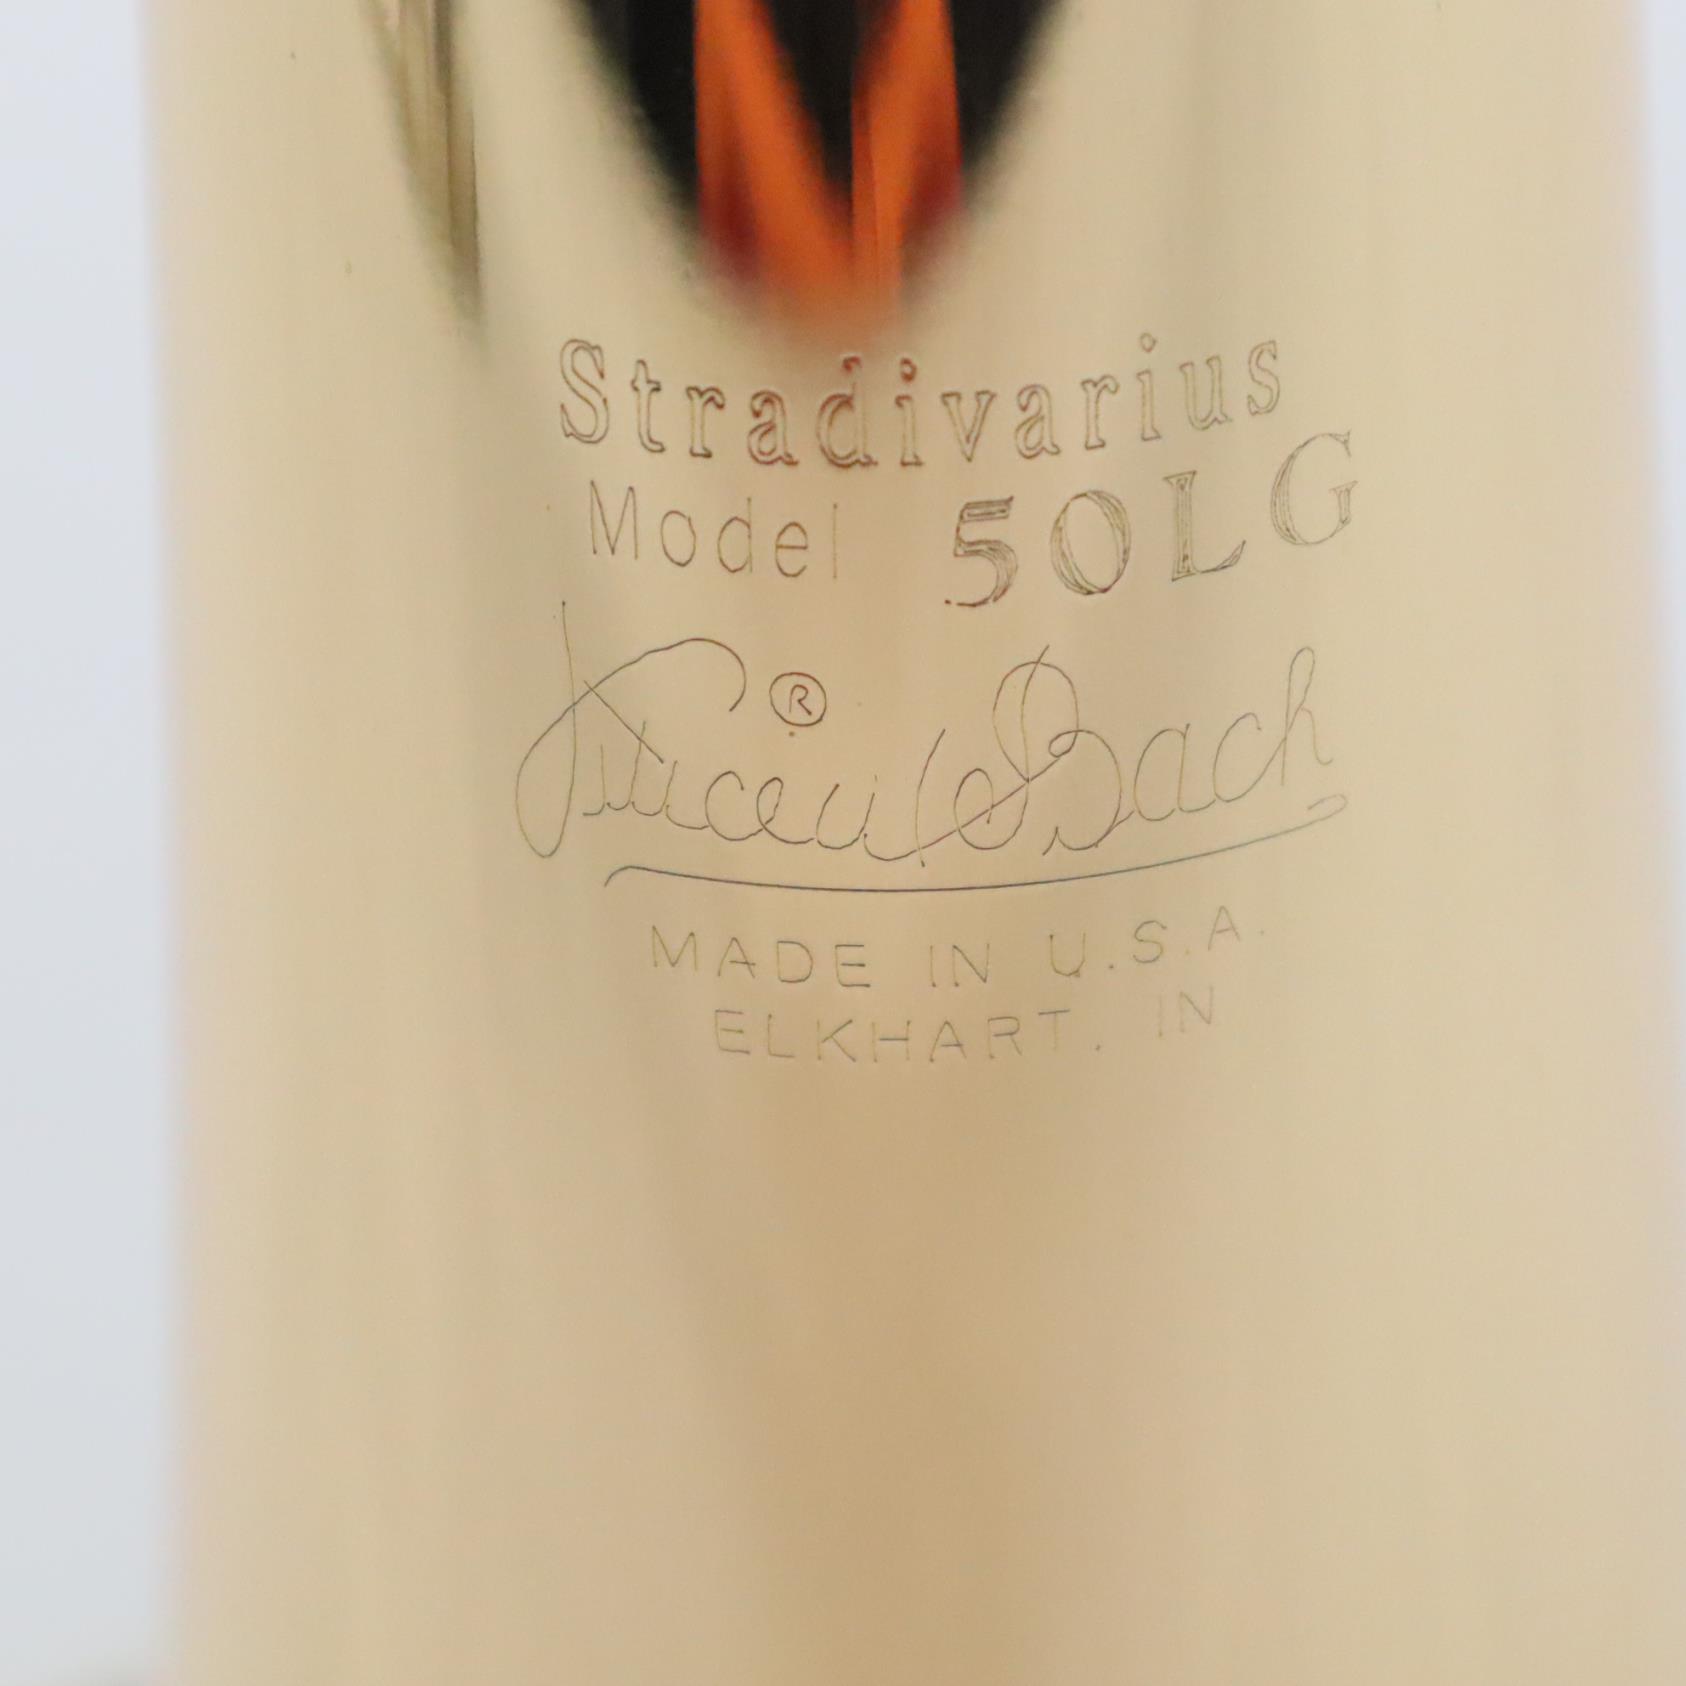 Stradivarius
Model 50LG
Vincent Bach ®
MADE IN U.S.A.
ELKHART. IN